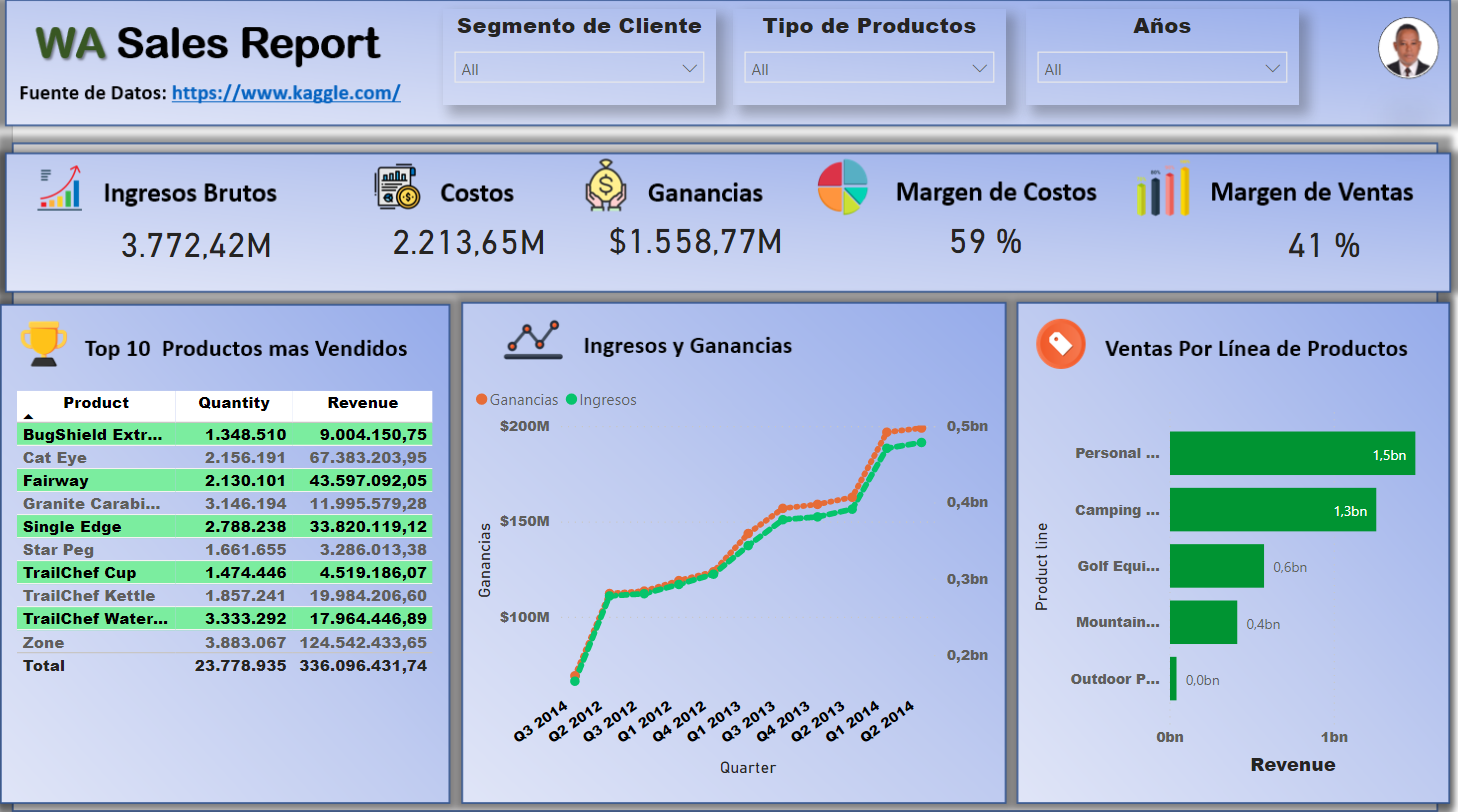 WA Sales Report
Fuente de Datos: https://www.kaggle.com/
Segmento de Cliente
All
Tipo de Productos
All
Años
All
Ingresos Brutos
3.772,42M
Costos
2.213,65M
Ganancias
$1.558,77M
Margen de Costos
59 %
Margen de Ventas
41 %
Top 10 Productos mas Vendidos
Product Quantity Revenue
BugShield Extr... 1.348.510 9.004.150,75
Cat Eye 2.156.191 67.383.203,95
Fairway 2.130.101 43.597.092,05
Granite Carabi... 3.146.194 11.995.579,28
Single Edge 2.788.238 33.820.119,12
Star Peg 1.661.655 3.286.013,38
TrailChef Cup 1.474.446 4.519.186,07
TrailChef Kettle 1.857.241 19.984.206,60
TrailChef Water... 3.333.292 17.964.446,89
Zone 3.883.067 124.542.433,65
Total 23.778.935 336.096.431,74
Ingresos y Ganancias
Ganancias Ingresos
$200M
$150M
$100M
Ganancias
0,5bn
0,4bn
0,3bn
0,2bn
Q3 2014
Q2 2012
Q3 2012
Q1 2012
Q4 2012
Q1 2013
Q3 2013
Q4 2013
Q2 2013
Q1 2014
Q2 2014
Quarter
Ventas Por Línea de Productos
Product line
Personal ... 1,5bn
Camping ... 1,3bn
Golf Equi... 0,6bn
Mountain... 0,4bn
Outdoor P... 0,0bn
0bn 1bn
Revenue